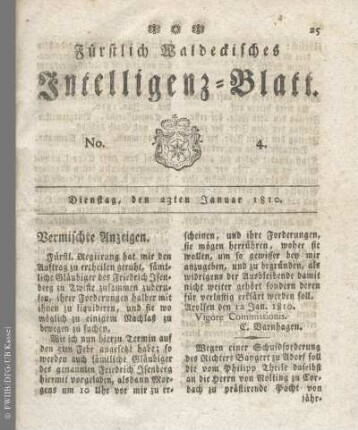 25
Fürstlich Waldeckisches
Intelligenz-Blatt.
No. 4.
Dienstag, den 23ten Januar 1810.
Vermischte Anzeigen.
Fürstl. Regiirung hat mir den
Auftrag zu ertheilen geruht, sämt-
liche Gläubiger des Friedrich Isen-
berg zu Twiste zusammen zuberu-
fen, ihrer Forderungen halber mit
ihnen zu liquidiren, und sie wo
möglich zu einigem Nachlaß zu
bewegen zu suchen.
Wie ich nun hierzu Termin auf
den 5ten Febr angesetzt habe; so
werden auch sämtliche Gläubiger
des genannten Friedrich Isenberg
hiermit vorgeladen, alsdann Mor-
gens um 10 Uhr vor mir zu er-
scheinen, und ihre Forderungen,
sie mögen herrühren, woher sie
wollen, um so gewisser bey mir
anzugeben, und zu begründen, als
widrigens der Ausbleibende damit
nicht weiter gehört sondern deren
für verlustig erklärt werden soll.
Arolsen den 12 Jan. 1810.
Vigore Commissionis.
C. Varnhagen.
Wegen einer Schuldforderung
des Richters Bangert zu Adorf soll
die vom Philipp Theile daselbst
an die Herrn von Nolting zu Cor-
bach zu prästirende Pocht von
jähr-
© FWHB/DFG/UB Kassel